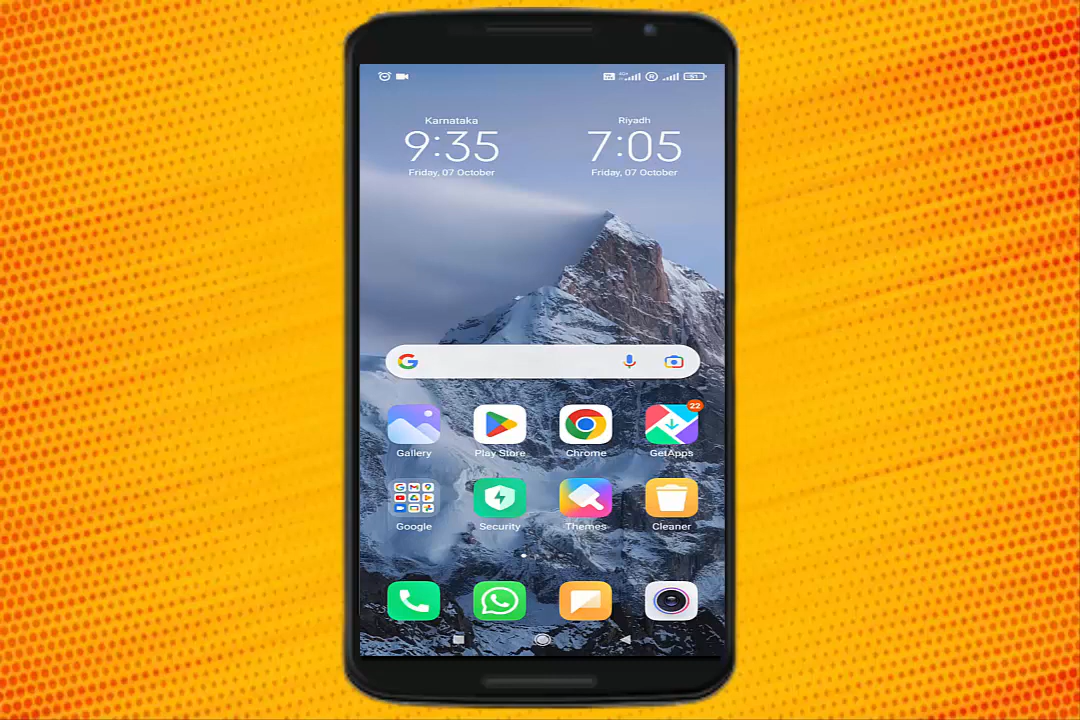 Karnataka
9:35
Friday, 07 October
Riyadh
7:05
Friday, 07 October
Gallery
Play Store
Chrome
22
GetApps
Google
Security
Themes
Cleaner